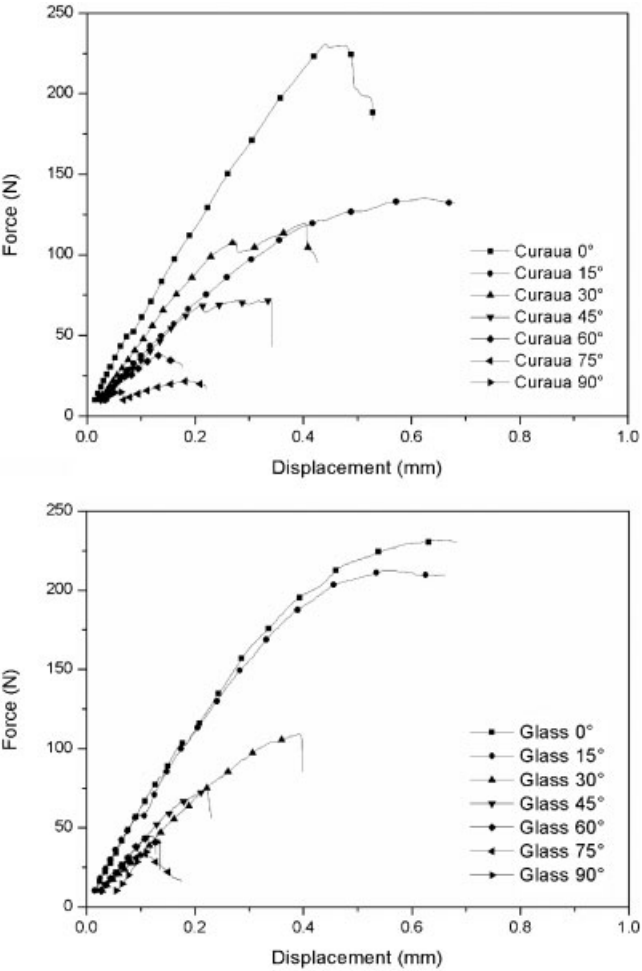 250
200
150
100
50
0
Force (N)
Curaua 0°
Curaua 15°
Curaua 30°
Curaua 45°
Curaua 60°
Curaua 75°
Curaua 90°
0.0 0.2 0.4 0.6 0.8 1.0
Displacement (mm)
250
200
150
100
50
0
Force (N)
Glass 0°
Glass 15°
Glass 30°
Glass 45°
Glass 60°
Glass 75°
Glass 90°
0.0 0.2 0.4 0.6 0.8 1.0
Displacement (mm)